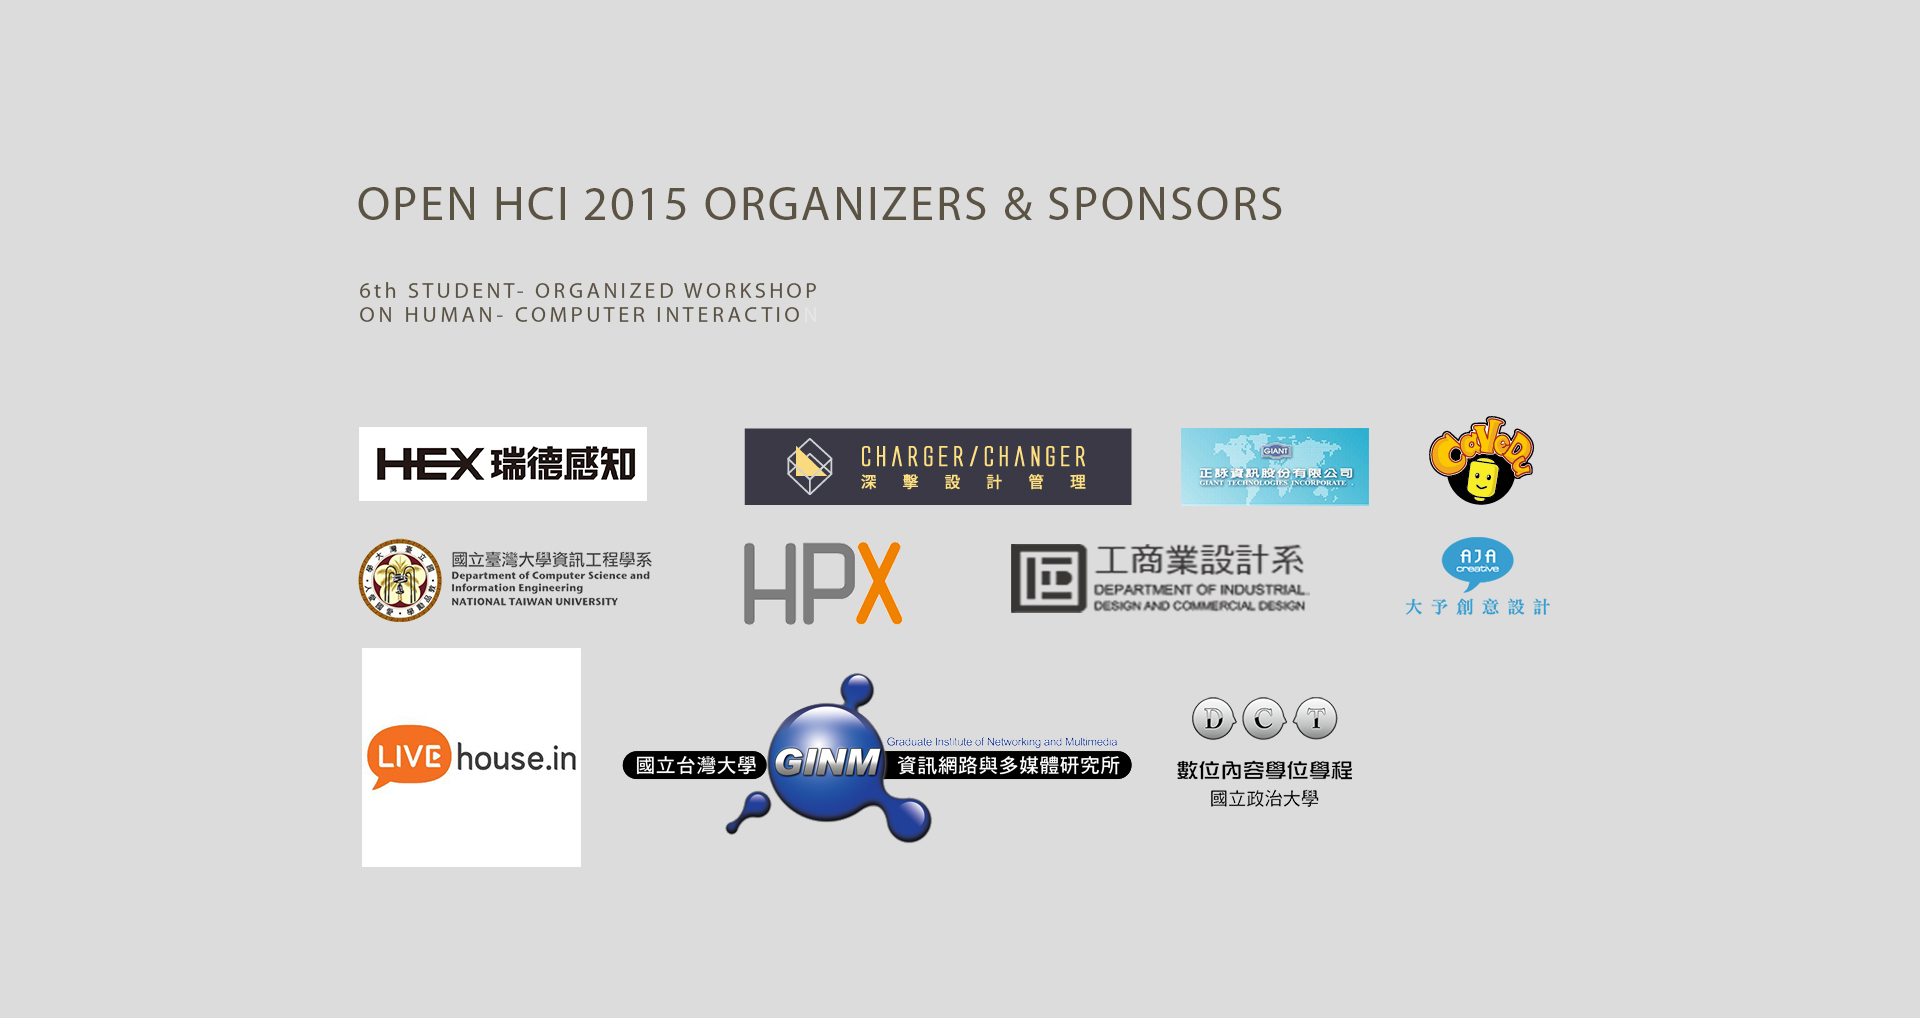 OPEN HCI 2015 ORGANIZERS & SPONSORS
6th STUDENT- ORGANIZED WORKSHOP
ON HUMAN- COMPUTER INTERACTION
HEX 瑞德感知
CHARGER/CHANGER
深擊設計管理
GIANT
正詠資訊股份有限公司
GIANT TECHNOLOGIES INCORPORATE .
CAVEDU
國立臺灣大學資訊工程學系
Department of Computer Science and
Information Engineering
NATIONAL TAIWAN UNIVERSITY
HPX
工商業設計系
DEPARTMENT OF INDUSTRIAL
DESIGN AND COMMERCIAL DESIGN
AJA
creative
大予創意設計
LIVE house.in
Graduate Institute of Networking and Multimedia
國立台灣大學 GINM 資訊網路與多媒體研究所
DCT
數位內容學位學程
國立政治大學